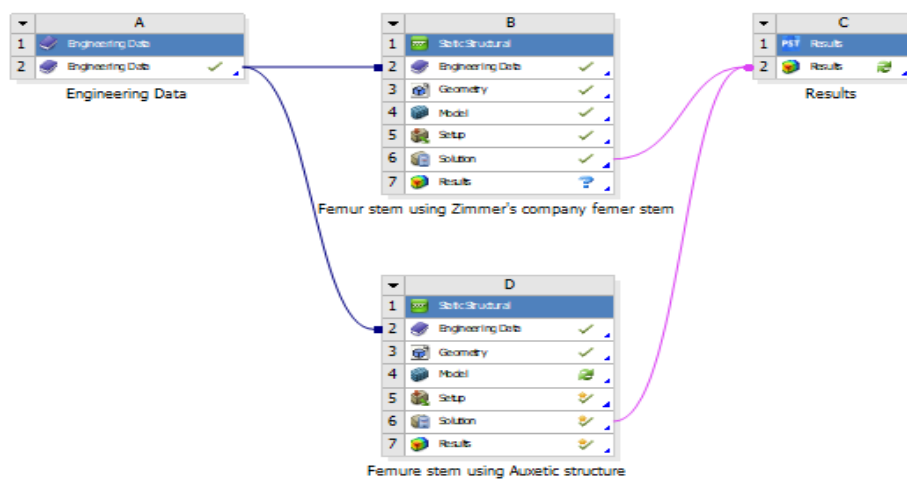 A
1 Engineering Data
2 Engineering Data
Engineering Data
B
1 Static Structural
2 Engineering Data
3 Geometry
4 Model
5 Setup
6 Solution
7 Results
Femur stem using Zimmer's company femer stem
C
1 PST Results
2 Results
Results
D
1 Static Structural
2 Engineering Data
3 Geometry
4 Model
5 Setup
6 Solution
7 Results
Femure stem using Auxetic structure